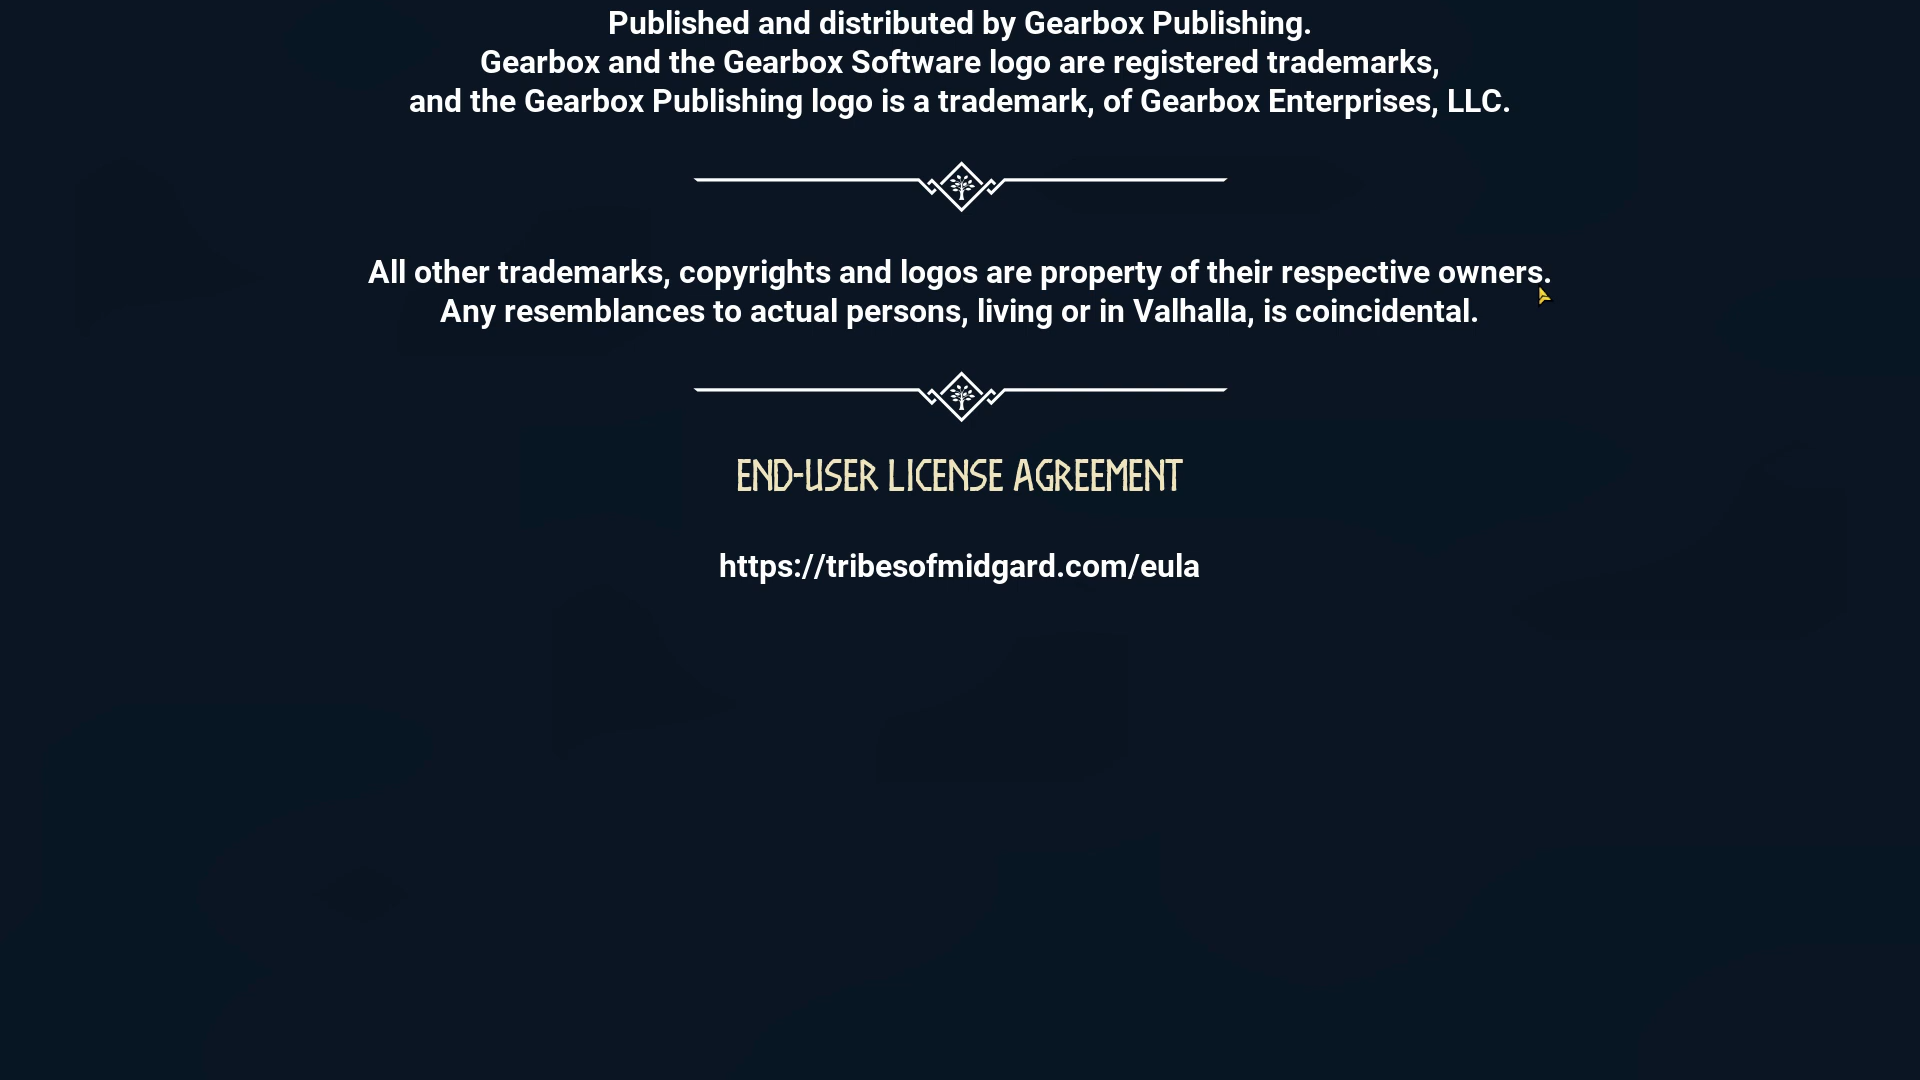 Published and distributed by Gearbox Publishing.
Gearbox and the Gearbox Software logo are registered trademarks,
and the Gearbox Publishing logo is a trademark, of Gearbox Enterprises, LLC.
All other trademarks, copyrights and logos are property of their respective owners.
Any resemblances to actual persons, living or in Valhalla, is coincidental.
END-USER LICENSE AGREEMENT
https://tribesofmidgard.com/eula